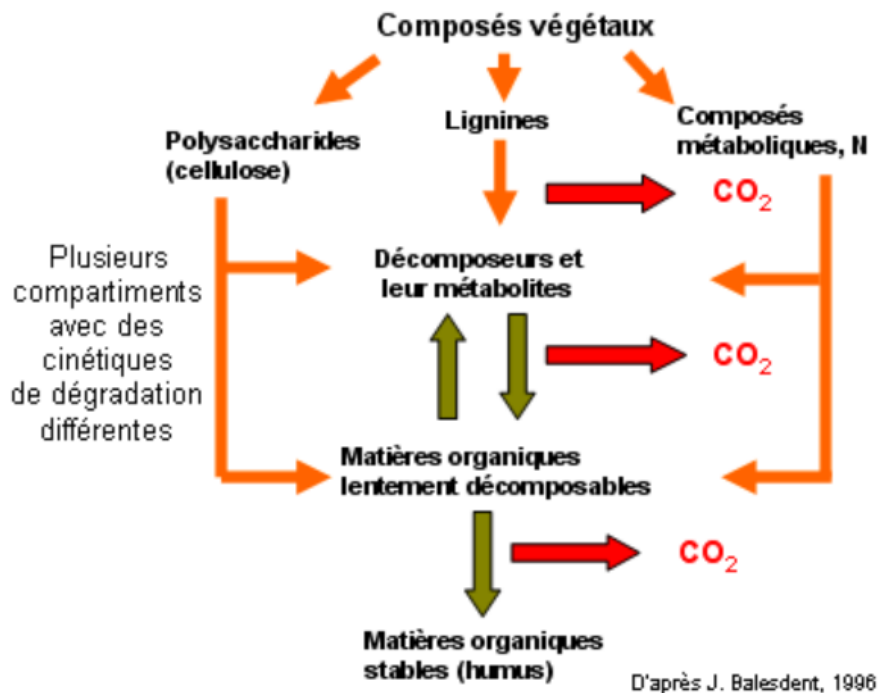 Composés végétaux
Polysaccharides
(cellulose)
Lignines
Composés
métaboliques, N
CO₂
Plusieurs
compartiments
avec des
cinétiques
de dégradation
différentes
Décomposeurs et
leur métabolites
CO₂
Matières organiques
lentement décomposables
CO₂
Matières organiques
stables (humus)
D'après J. Balesdent, 1996